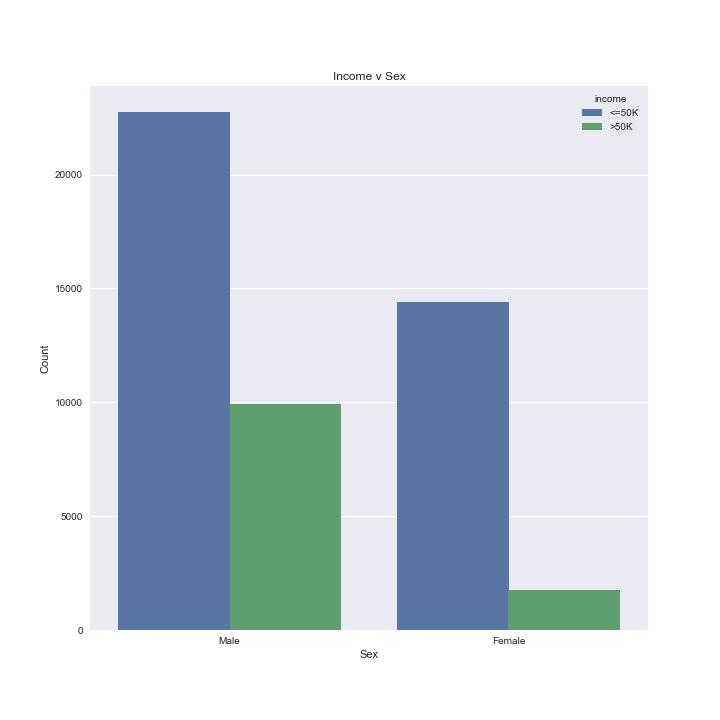 Income v Sex
income
<=50K
>50K
20000
15000
10000
5000
0
Count
Male
Female
Sex